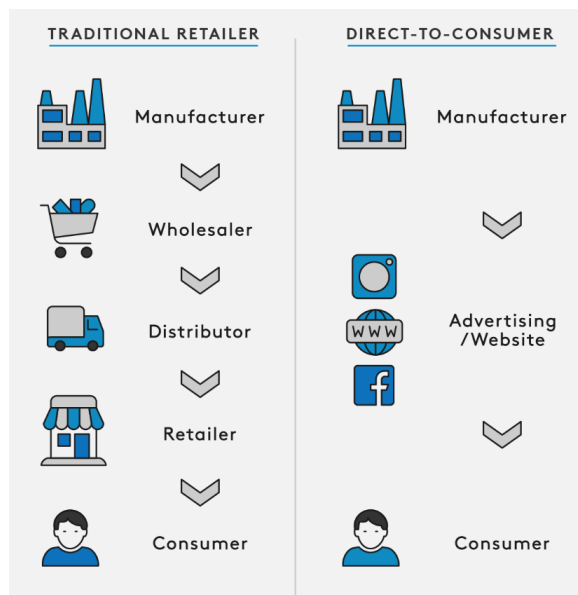 TRADITIONAL RETAILER
Manufacturer
Wholesaler
Distributor
Retailer
Consumer
DIRECT-TO-CONSUMER
Manufacturer
WWW
Advertising
/Website
f
Consumer